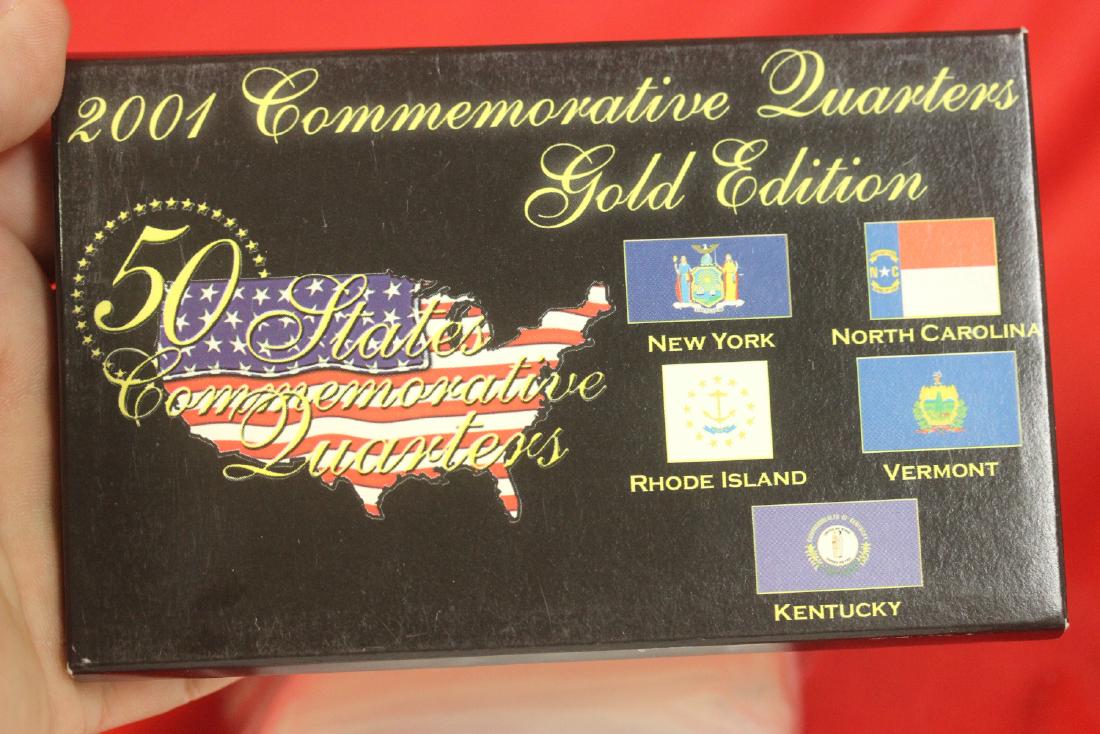 2001 Commemorative Quarters
Gold Edition
50 States
Commemorative
Quarters
NEW YORK
NORTH CAROLINA
N C
RHODE ISLAND
VERMONT
KENTUCKY